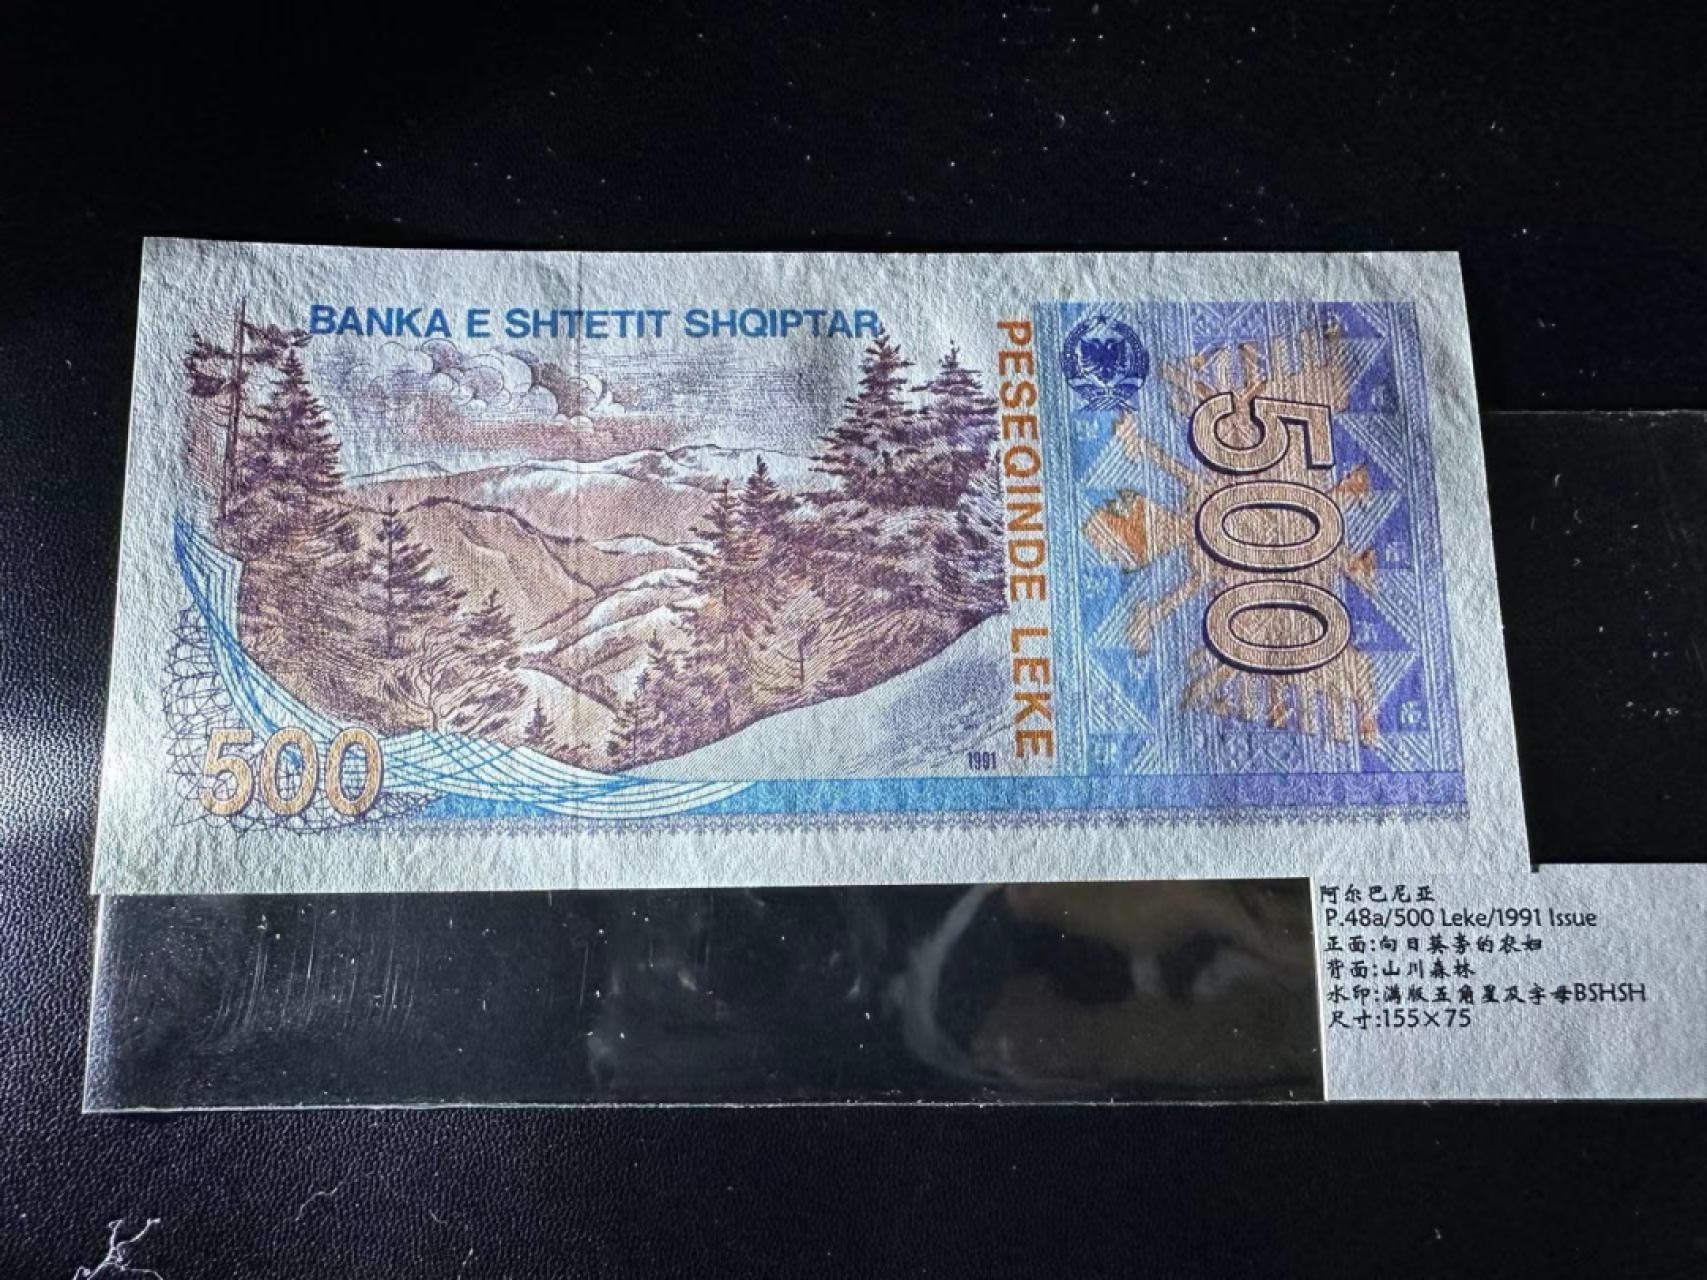 BANKA E SHTETIT SHQIPTAR
PESEQINDE LEKE
500
500
1991
阿尔巴尼亚
P.48a/500 Leke/1991 Issue
正面:向日葵旁的农妇
背面:山川森林
水印:满版五角星及字母BSHSH
尺寸:155×75